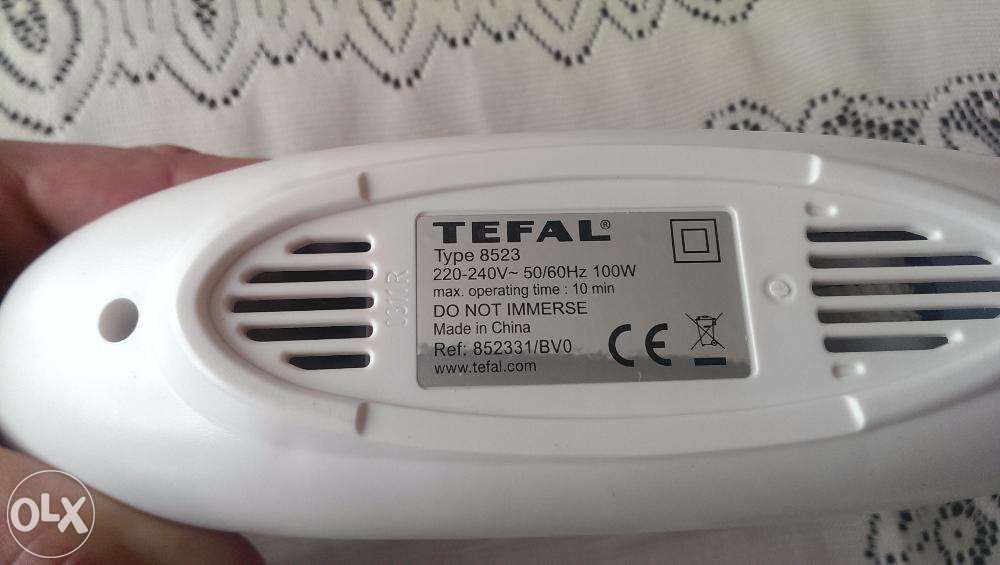 TEFAL®
Type 8523
220-240V~ 50/60Hz 100W
max. operating time : 10 min
DO NOT IMMERSE
Made in China
Ref: 852331/BV0
www.tefal.com
CE
OLX